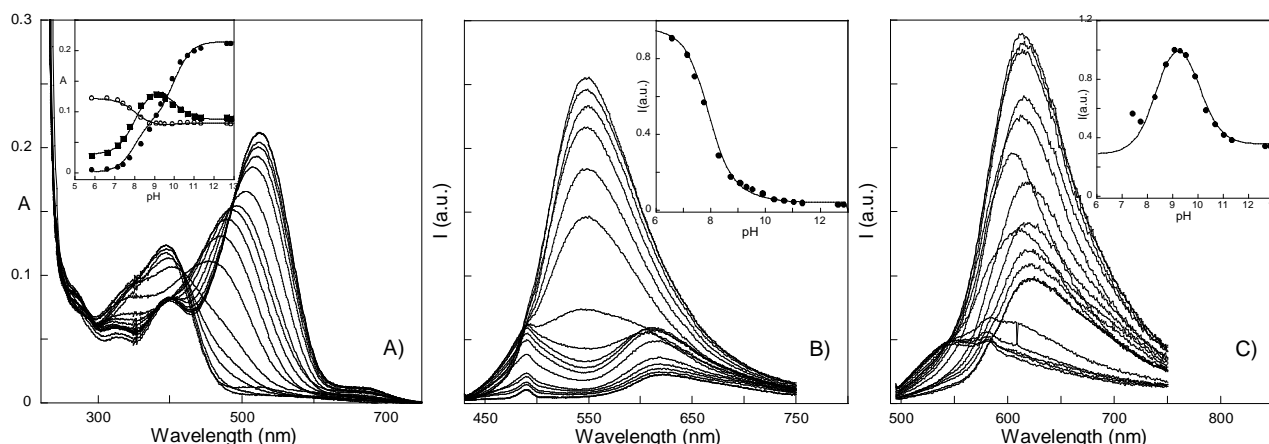 0.3
0.2
0.1
0
A
300
500
700
Wavelength (nm)
A)
0.2
A
0.1
0
5 6 7 8 9 10 11 12 13
pH
I (a.u.)
450 550 650 750
Wavelength (nm)
B)
0.8
I(a.u.)
0.4
0
6 8 10 12
pH
I (a.u.)
500 600 700 800
Wavelength (nm)
C)
1.2
I(a.u.)
0.8
0.4
0
6 7 8 9 10 11 12
pH